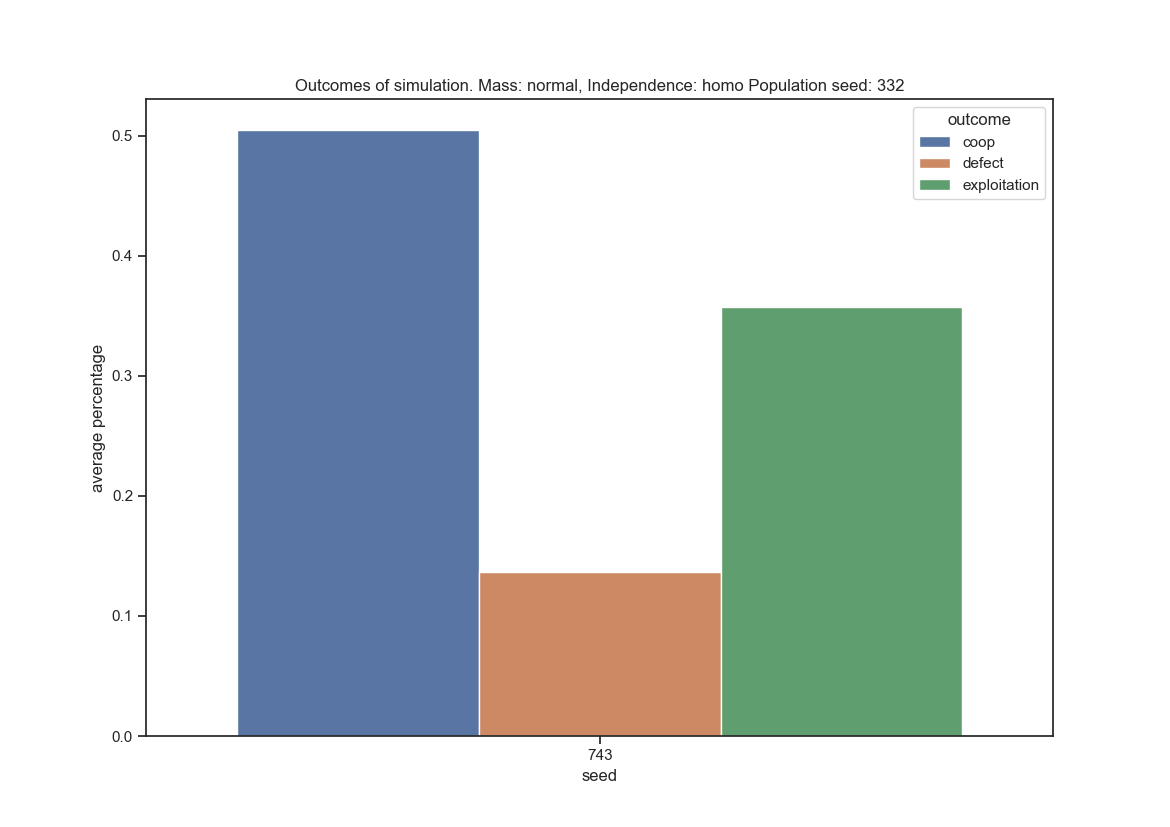 Outcomes of simulation. Mass: normal, Independence: homo Population seed: 332
outcome
coop
defect
exploitation
0.5
0.4
0.3
0.2
0.1
0.0
average percentage
743
seed